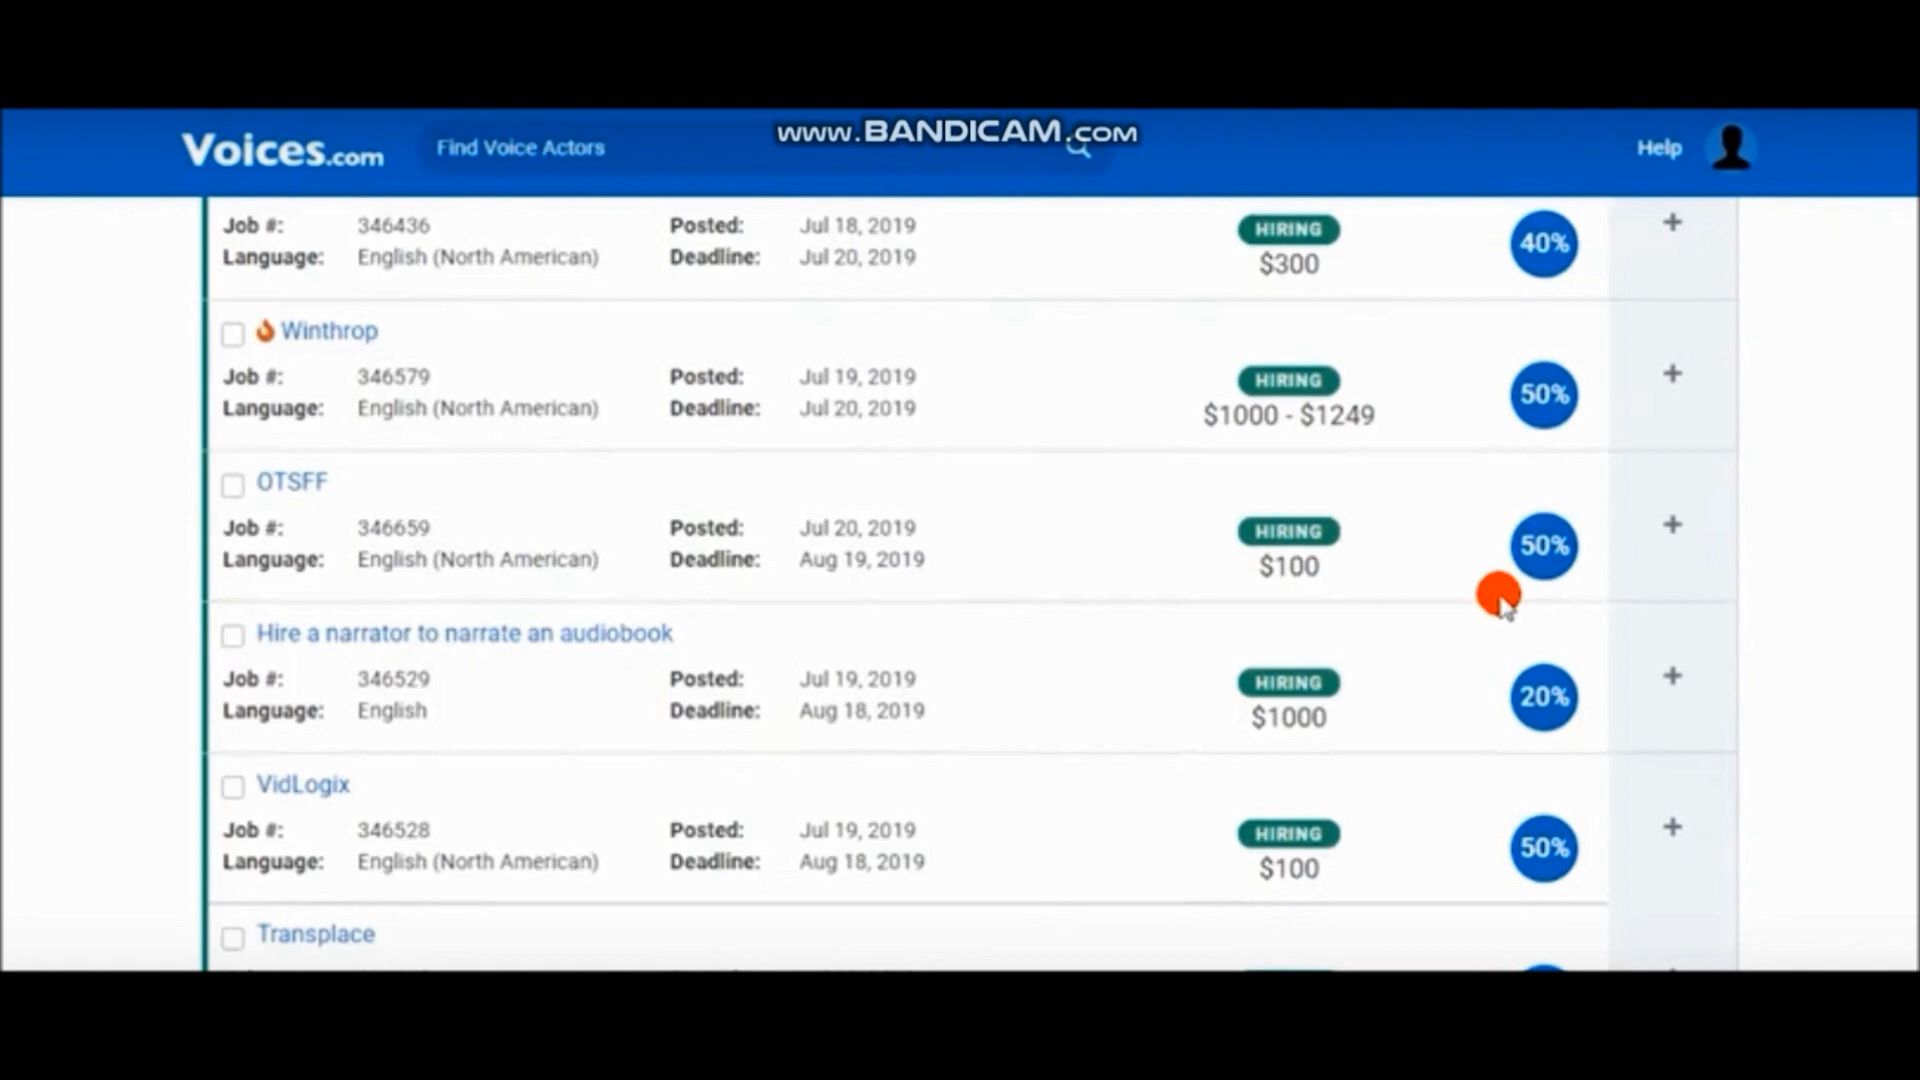 Voices.com Find Voice Actors www.BANDICAM.com Help
Job #: 346436 Posted: Jul 18, 2019 HIRING 40% +
Language: English (North American) Deadline: Jul 20, 2019 $300
Winthrop
Job #: 346579 Posted: Jul 19, 2019 HIRING 50% +
Language: English (North American) Deadline: Jul 20, 2019 $1000 - $1249
OTSFF
Job #: 346659 Posted: Jul 20, 2019 HIRING 50% +
Language: English (North American) Deadline: Aug 19, 2019 $100
Hire a narrator to narrate an audiobook
Job #: 346529 Posted: Jul 19, 2019 HIRING 20% +
Language: English Deadline: Aug 18, 2019 $1000
VidLogix
Job #: 346528 Posted: Jul 19, 2019 HIRING 50% +
Language: English (North American) Deadline: Aug 18, 2019 $100
Transplace